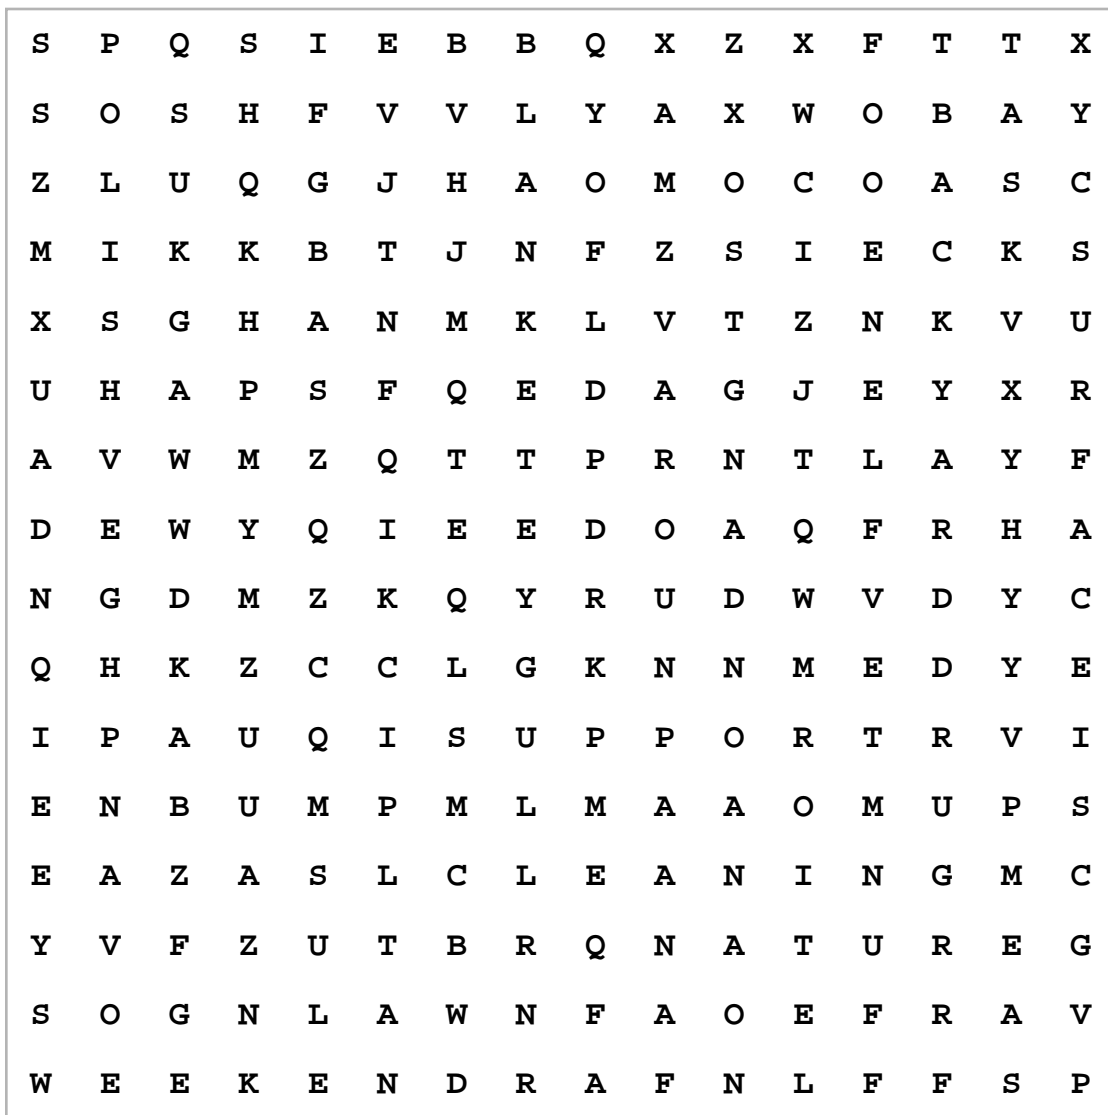 S P Q S I E B B Q X Z X F T T X
S O S H F V V L Y A X W O B A Y
Z L U Q G J H A O M O C O A S C
M I K K B T J N F Z S I E C K S
X S G H A N M K L V T Z N K V U
U H A P S F Q E D A G J E Y X R
A V W M Z Q T T P R N T L A Y F
D E W Y Q I E E D O A Q F R H A
N G D M Z K Q Y R U D W V D Y C
Q H K Z C C L G K N N M E D Y E
I P A U Q I S U P P O R T R V I
E N B U M P M L M A A O M U P S
E A Z A S L C L E A N I N G M C
Y V F Z U T B R Q N A T U R E G
S O G N L A W N F A O E F R A V
W E E K E N D R A F N L F F S P